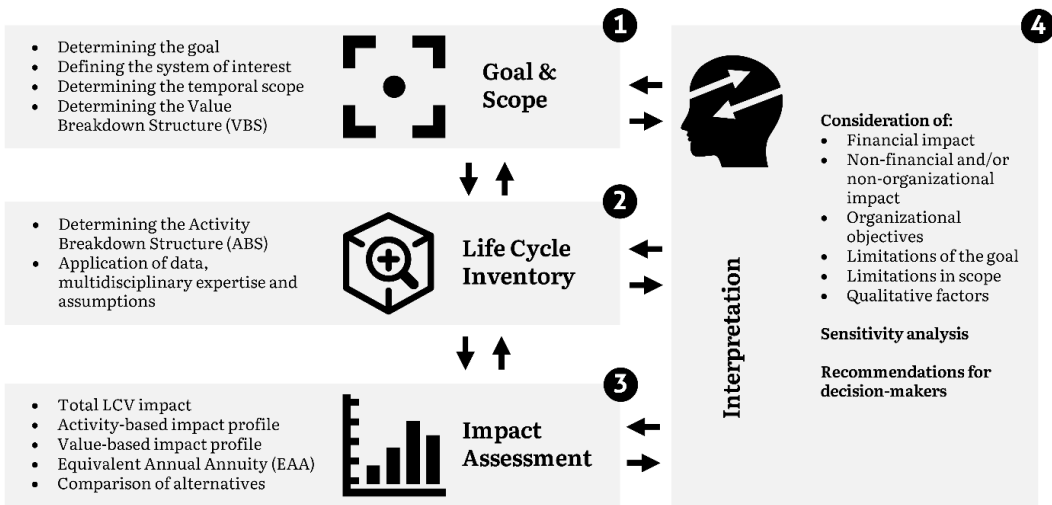 1
• Determining the goal
• Defining the system of interest
• Determining the temporal scope
• Determining the Value
Breakdown Structure (VBS)
Goal &
Scope
2
• Determining the Activity
Breakdown Structure (ABS)
• Application of data,
multidisciplinary expertise and
assumptions
Life Cycle
Inventory
3
• Total LCV impact
• Activity-based impact profile
• Value-based impact profile
• Equivalent Annual Annuity (EAA)
• Comparison of alternatives
Impact
Assessment
4
Interpretation
Consideration of:
• Financial impact
• Non-financial and/or
non-organizational
impact
• Organizational
objectives
• Limitations of the goal
• Limitations in scope
• Qualitative factors
Sensitivity analysis
Recommendations for
decision-makers